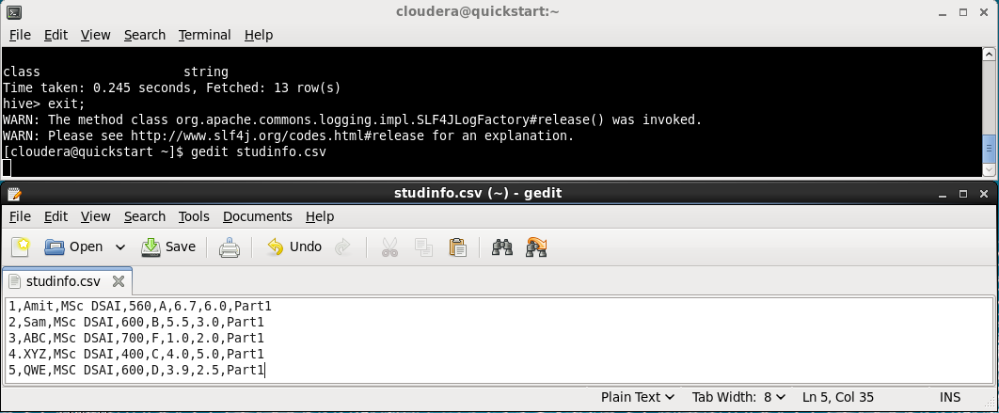 cloudera@quickstart:~
File Edit View Search Terminal Help
class string
Time taken: 0.245 seconds, Fetched: 13 row(s)
hive> exit;
WARN: The method class org.apache.commons.logging.impl.SLF4JLogFactory#release() was invoked.
WARN: Please see http://www.slf4j.org/codes.html#release for an explanation.
[cloudera@quickstart ~]$ gedit studinfo.csv
studinfo.csv (~) - gedit
File Edit View Search Tools Documents Help
Open Save Undo
studinfo.csv
1,Amit,MSc DSAI,560,A,6.7,6.0,Part1
2,Sam,MSc DSAI,600,B,5.5,3.0,Part1
3,ABC,MSc DSAI,700,F,1.0,2.0,Part1
4.XYZ,MSc DSAI,400,C,4.0,5.0,Part1
5,QWE,MSC DSAI,600,D,3.9,2.5,Part1
Plain Text Tab Width: 8 Ln 5, Col 35 INS